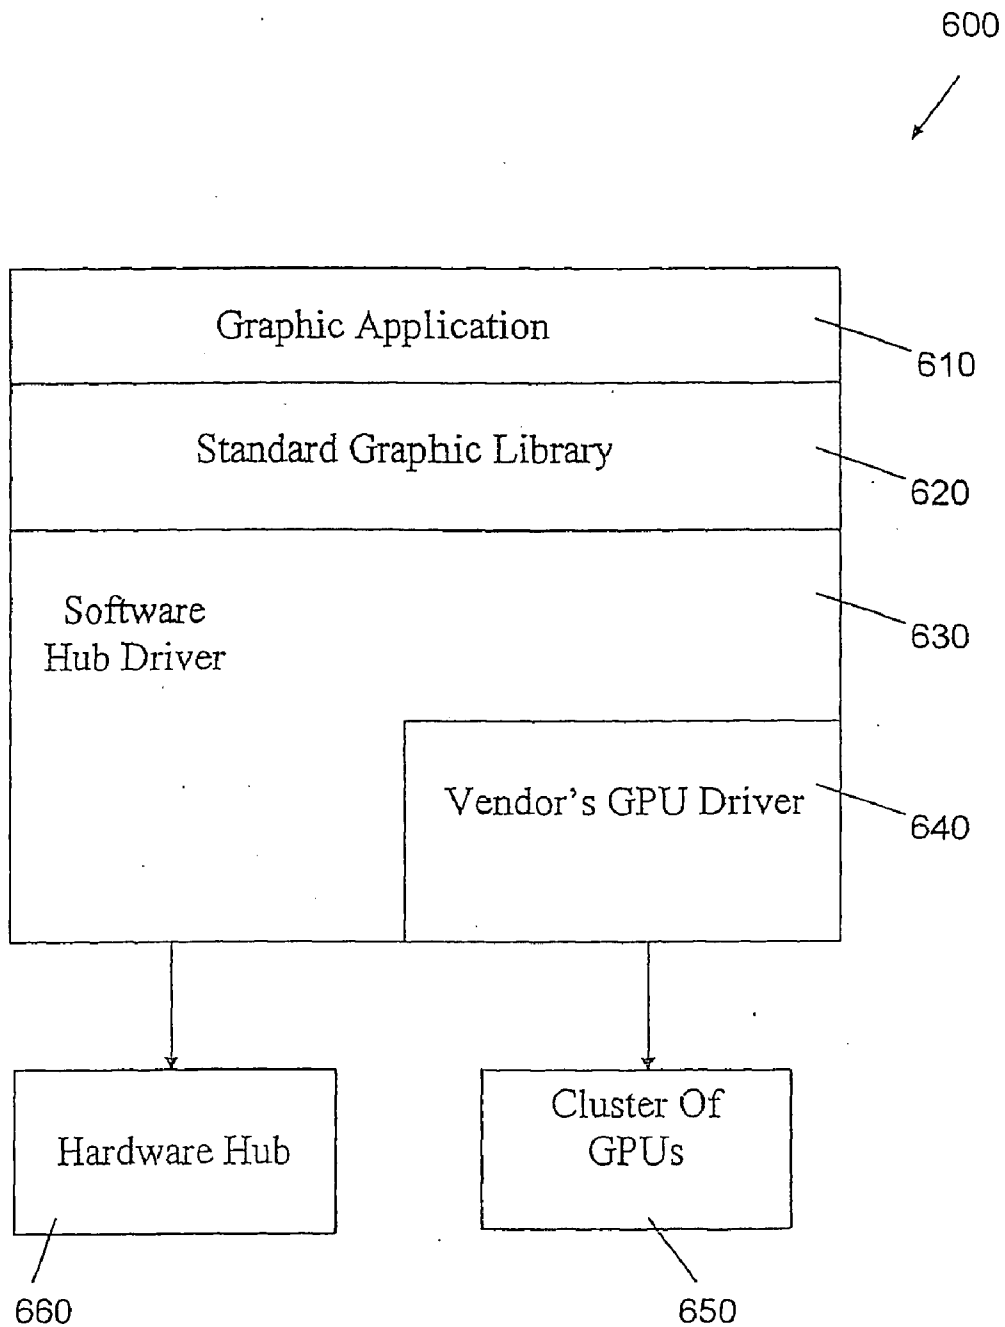 600
Graphic Application
610
Standard Graphic Library
620
Software
Hub Driver
630
Vendor's GPU Driver
640
Hardware Hub
Cluster Of
GPUs
660
650